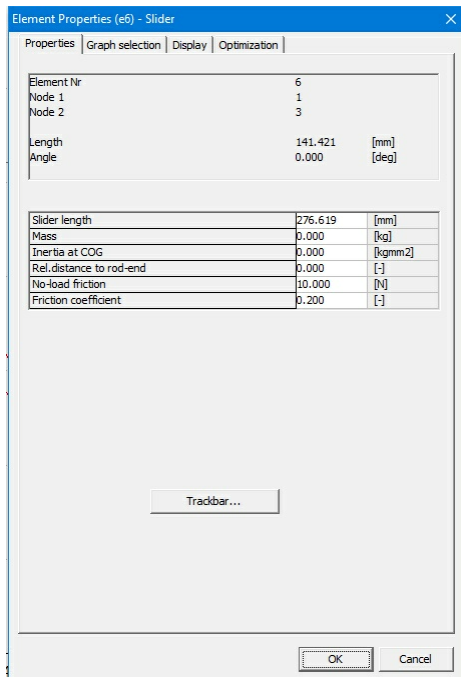 Element Properties (e6) - Slider
Properties Graph selection Display Optimization
Element Nr 6
Node 1 1
Node 2 3
Length 141.421 [mm]
Angle 0.000 [deg]
Slider length 276.619 [mm]
Mass 0.000 [kg]
Inertia at COG 0.000 [kgmm2]
Rel.distance to rod-end 0.000 [-]
No-load friction 10.000 [N]
Friction coefficient 0.200 [-]
Trackbar...
OK Cancel